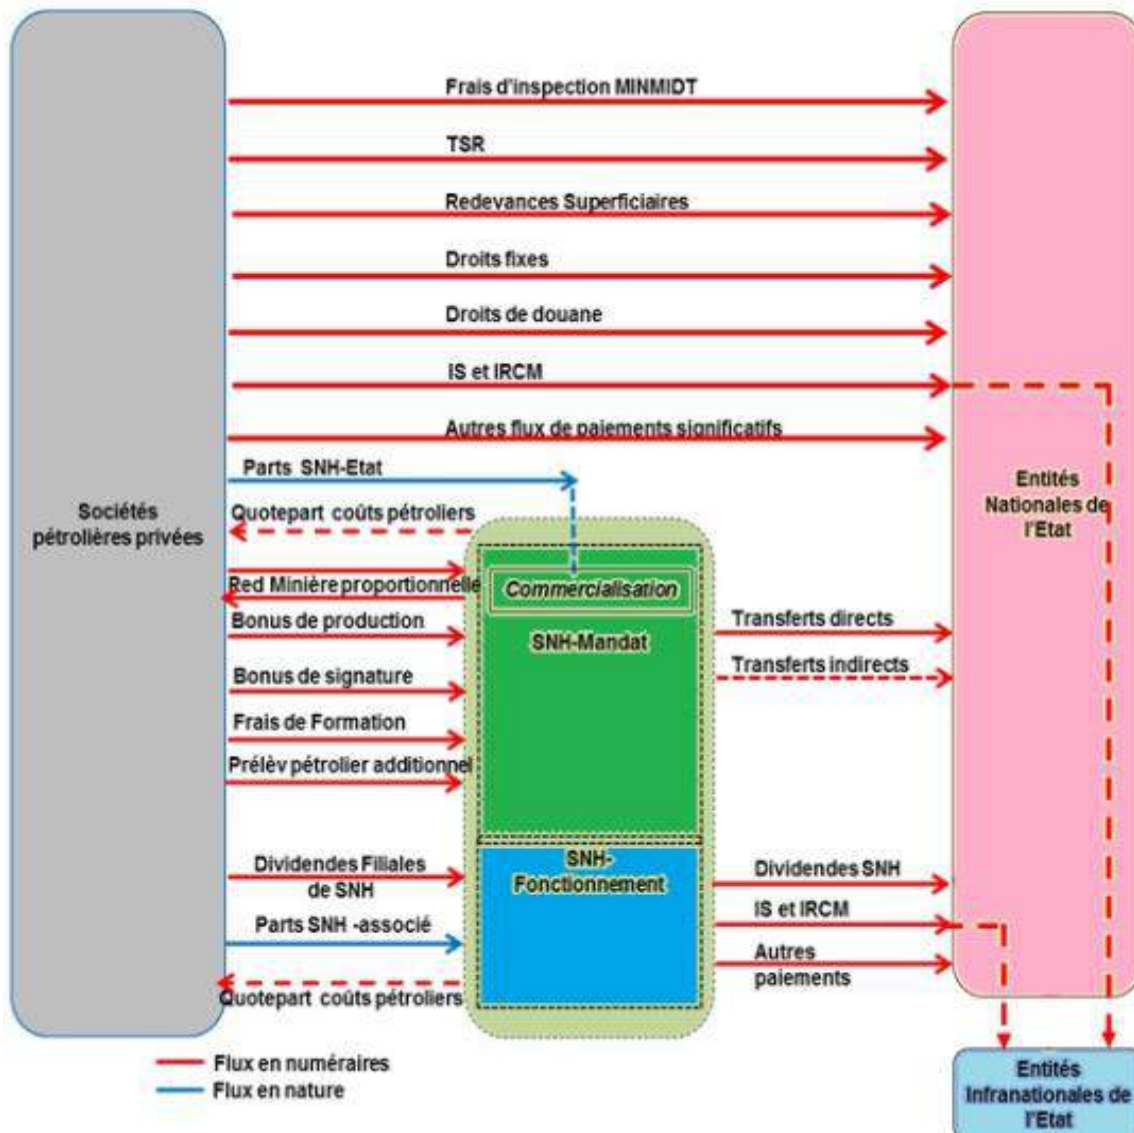 Frais d'inspection MINMIDT
TSR
Redevances Superficiaires
Droits fixes
Droits de douane
IS et IRCM
Autres flux de paiements significatifs
Parts SNH-Etat
Quotepart coûts pétroliers
Sociétés
pétrolières privées
Entités
Nationales de
l'Etat
Red Minière proportionnelle
Commercialisation
Bonus de production
SNH-Mandat
Transferts directs
Transferts indirects
Bonus de signature
Frais de Formation
Prélèv pétrolier additionnel
Dividendes Filiales
de SNH
SNH-
Fonctionnement
Dividendes SNH
Parts SNH -associé
IS et IRCM
Autres
paiements
Quotepart coûts pétroliers
Flux en numéraires
Flux en nature
Entités
Infranationales de
l'Etat